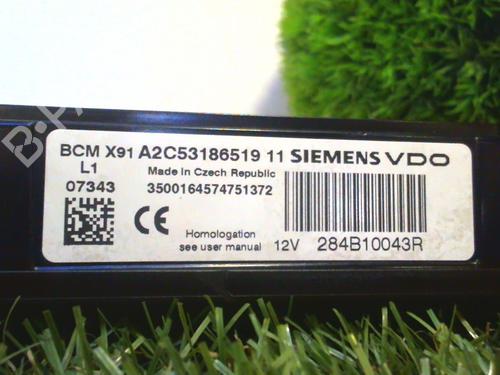 BCM X91 A2C53186519 11 SIEMENS VDO
L1 Made in Czech Republic
07343 3500164574751372
CE
Homologation
see user manual 12V 284B10043R